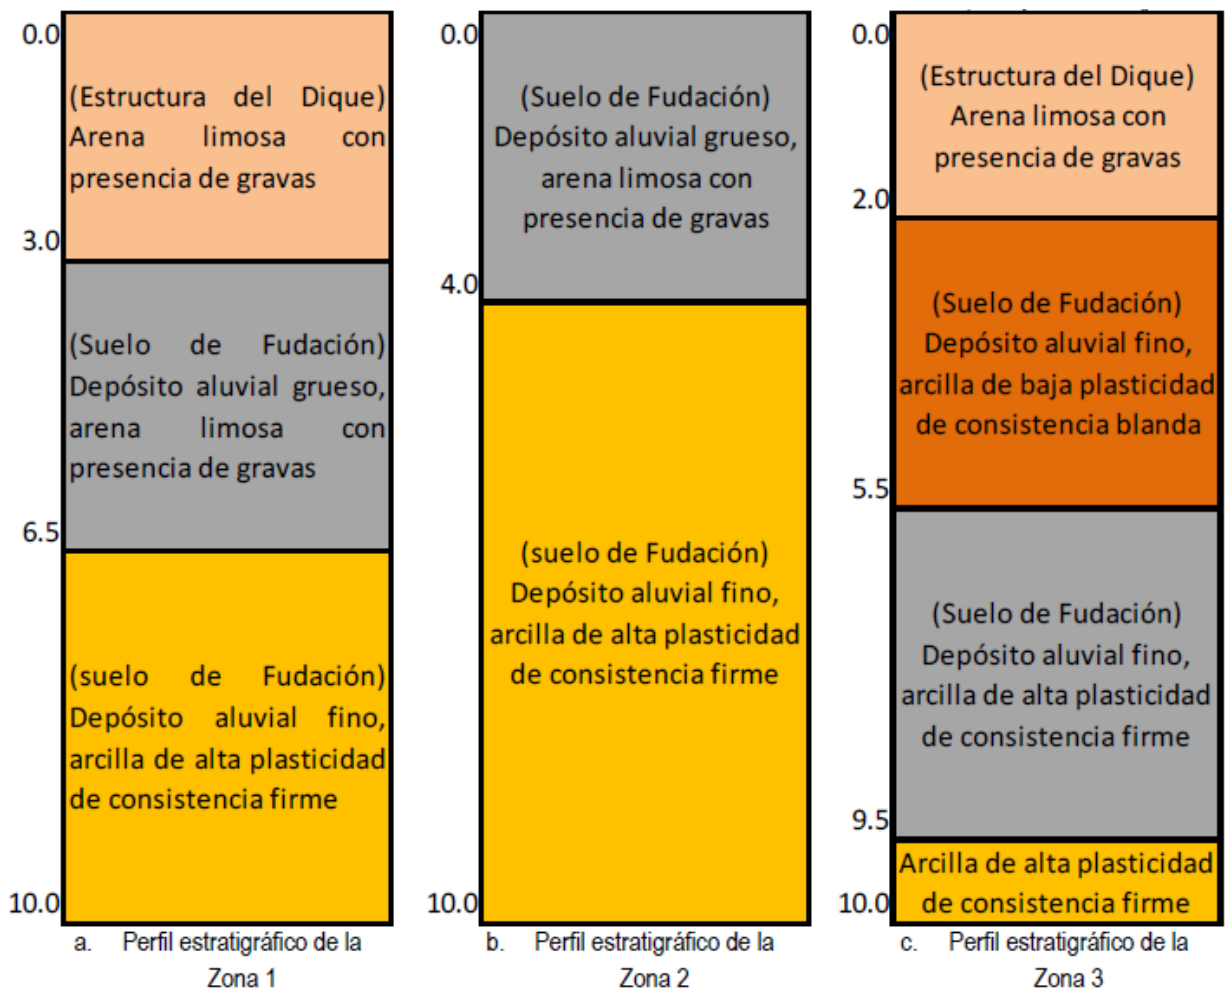 0.0
(Estructura del Dique)
Arena limosa con
presencia de gravas
3.0
(Suelo de Fudación)
Depósito aluvial grueso,
arena limosa con
presencia de gravas
6.5
(suelo de Fudación)
Depósito aluvial fino,
arcilla de alta plasticidad
de consistencia firme
10.0
a. Perfil estratigráfico de la
Zona 1
0.0
(Suelo de Fudación)
Depósito aluvial grueso,
arena limosa con
presencia de gravas
4.0
(suelo de Fudación)
Depósito aluvial fino,
arcilla de alta plasticidad
de consistencia firme
10.0
b. Perfil estratigráfico de la
Zona 2
0.0
(Estructura del Dique)
Arena limosa con
presencia de gravas
2.0
(Suelo de Fudación)
Depósito aluvial fino,
arcilla de baja plasticidad
de consistencia blanda
5.5
(Suelo de Fudación)
Depósito aluvial fino,
arcilla de alta plasticidad
de consistencia firme
9.5
Arcilla de alta plasticidad
de consistencia firme
10.0
c. Perfil estratigráfico de la
Zona 3